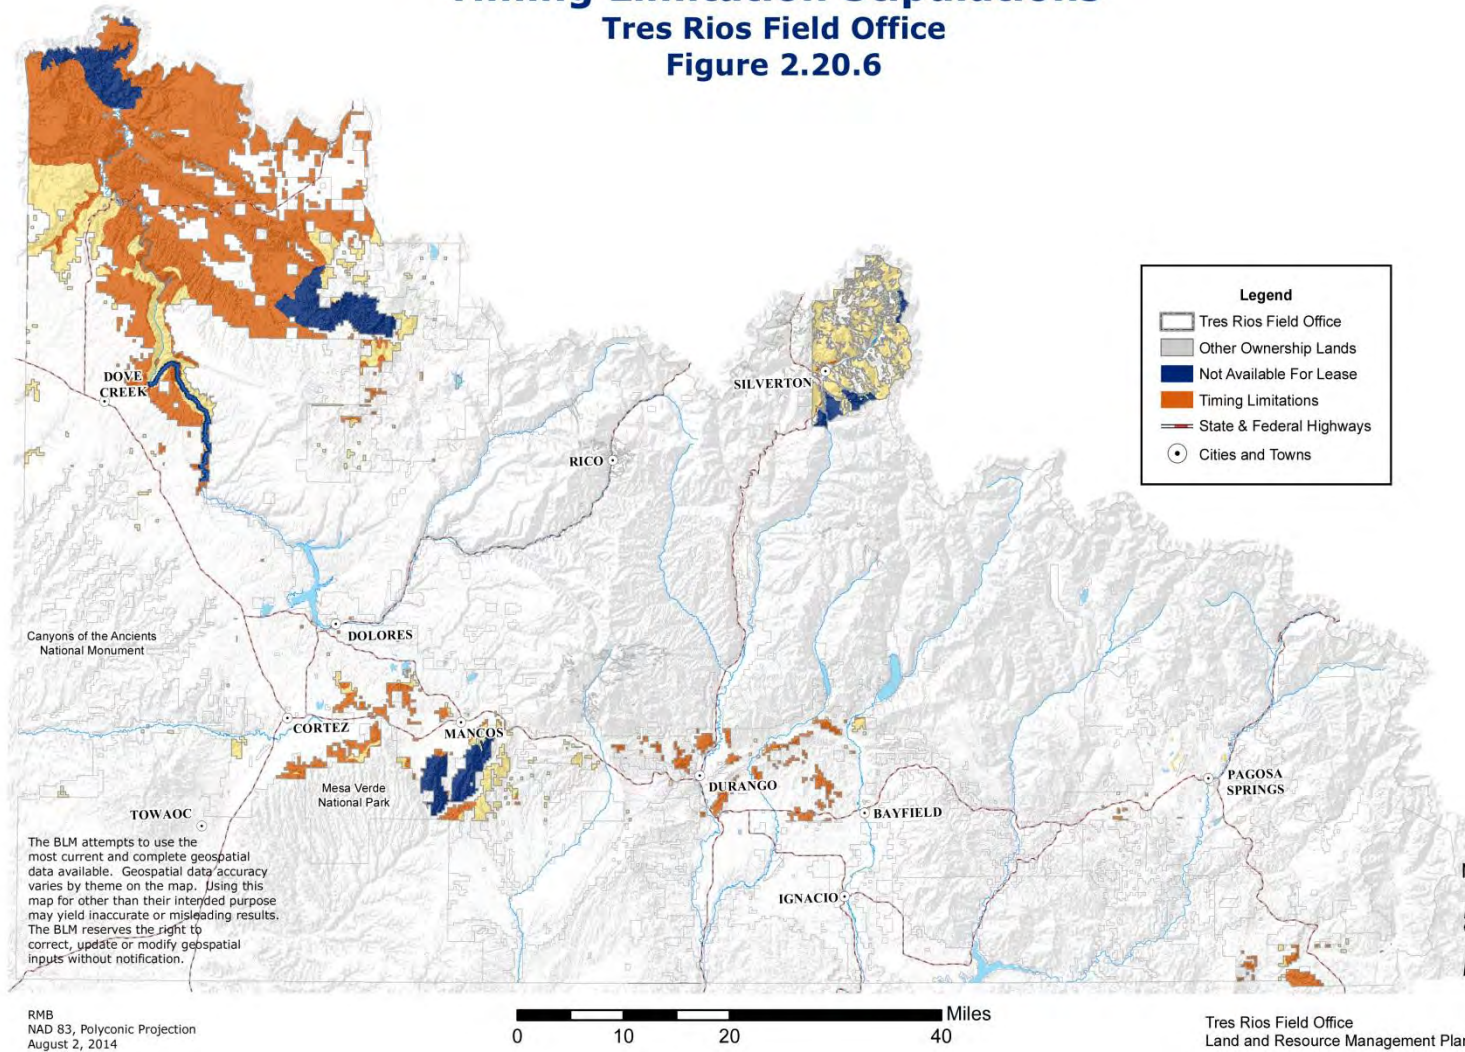 Tres Rios Field Office
Figure 2.20.6
Legend
Tres Rios Field Office
Other Ownership Lands
Not Available For Lease
Timing Limitations
State & Federal Highways
Cities and Towns
DOVE
CREEK
SILVERTON
RICO
Canyons of the Ancients
National Monument
DOLORES
CORTEZ
MANCOS
Mesa Verde
National Park
DURANGO
PAGOSA
SPRINGS
TOWAOC
BAYFIELD
IGNACIO
The BLM attempts to use the
most current and complete geospatial
data available. Geospatial data accuracy
varies by theme on the map. Using this
map for other than their intended purpose
may yield inaccurate or misleading results.
The BLM reserves the right to
correct, update or modify geospatial
inputs without notification.
RMB
NAD 83, Polyconic Projection
August 2, 2014
Miles
0 10 20 40
Tres Rios Field Office
Land and Resource Management Plan